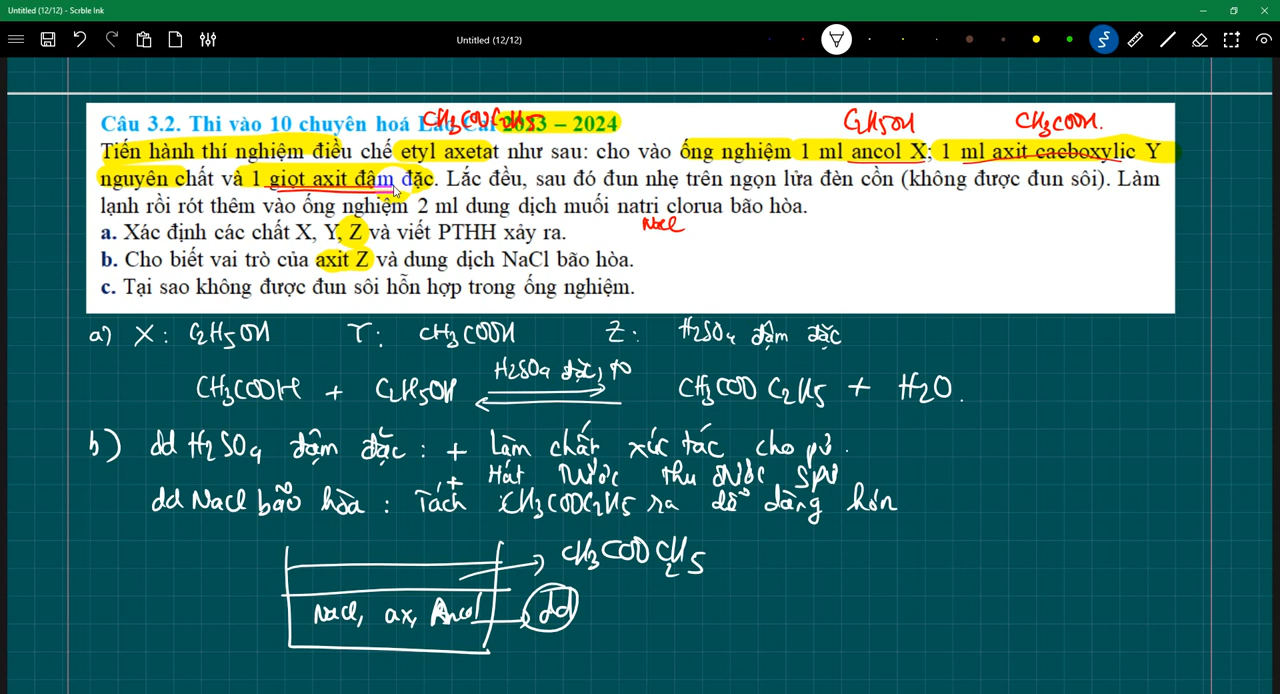 Untitled (12/12) - Scrble Ink
Untitled (12/12)
CH3COOC2H5 C2H5OH CH3COOH.
Câu 3.2. Thi vào 10 chuyên hoá Lào Cai 2023 – 2024
Tiến hành thí nghiệm điều chế etyl axetat như sau: cho vào ống nghiệm 1 ml ancol X; 1 ml axit cacboxylic Y
nguyên chất và 1 giọt axit đậm đặc. Lắc đều, sau đó đun nhẹ trên ngọn lửa đèn cồn (không được đun sôi). Làm
lạnh rồi rót thêm vào ống nghiệm 2 ml dung dịch muối natri clorua bão hòa.
NaCl
a. Xác định các chất X, Y, Z và viết PTHH xảy ra.
b. Cho biết vai trò của axit Z và dung dịch NaCl bão hòa.
c. Tại sao không được đun sôi hỗn hợp trong ống nghiệm.
a) X: C2H5OH Y: CH3COOH Z: H2SO4 đậm đặc
H2SO4 đặc, to
CH3COOH + C2H5OH CH3COOC2H5 + H2O.
b) dd H2SO4 đậm đặc: + Làm chất xúc tác cho pứ.
+ Hút nước thu được spư
dd NaCl bão hòa: Tách CH3COOC2H5 ra dễ dàng hơn
CH3COOC2H5
NaCl, ax, Ancol dd